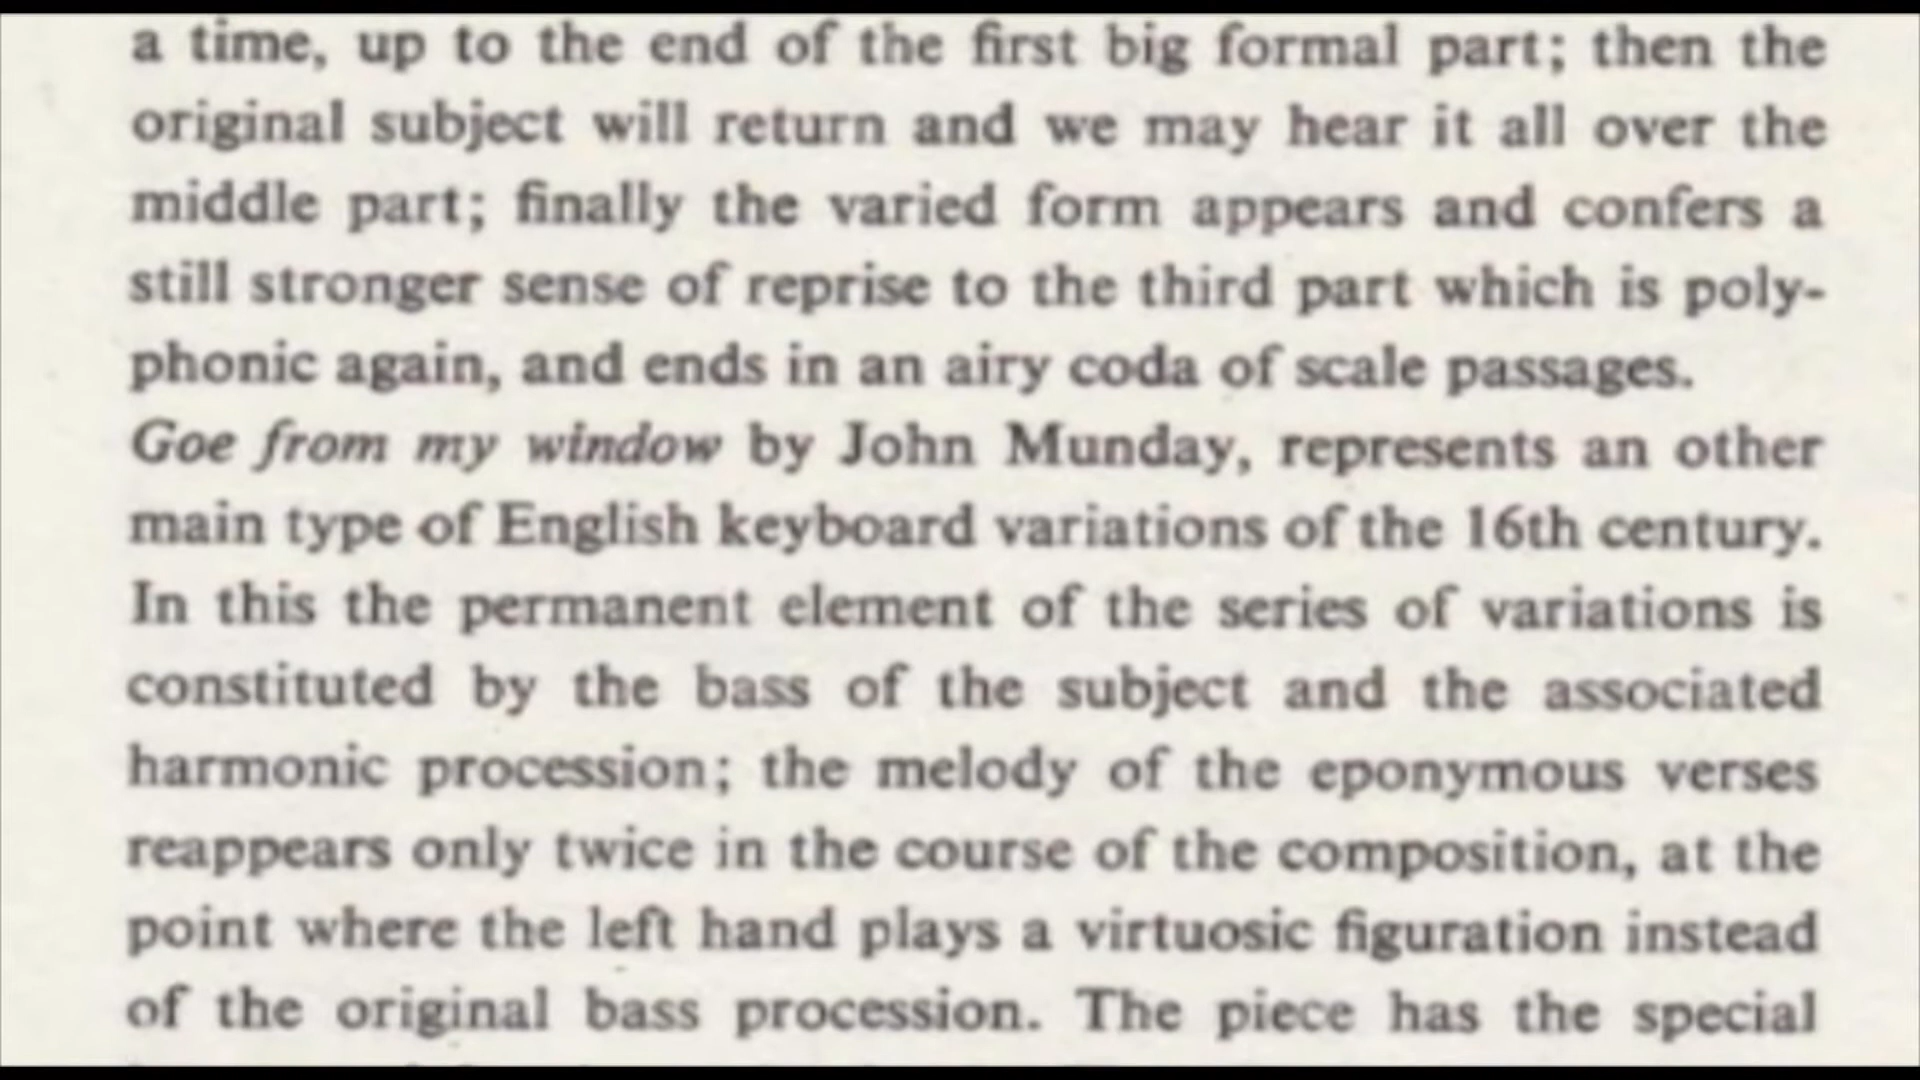 a time, up to the end of the first big formal part; then the
original subject will return and we may hear it all over the
middle part; finally the varied form appears and confers a
still stronger sense of reprise to the third part which is poly-
phonic again, and ends in an airy coda of scale passages.
Goe from my window by John Munday, represents an other
main type of English keyboard variations of the 16th century.
In this the permanent element of the series of variations is
constituted by the bass of the subject and the associated
harmonic procession; the melody of the eponymous verses
reappears only twice in the course of the composition, at the
point where the left hand plays a virtuosic figuration instead
of the original bass procession. The piece has the special